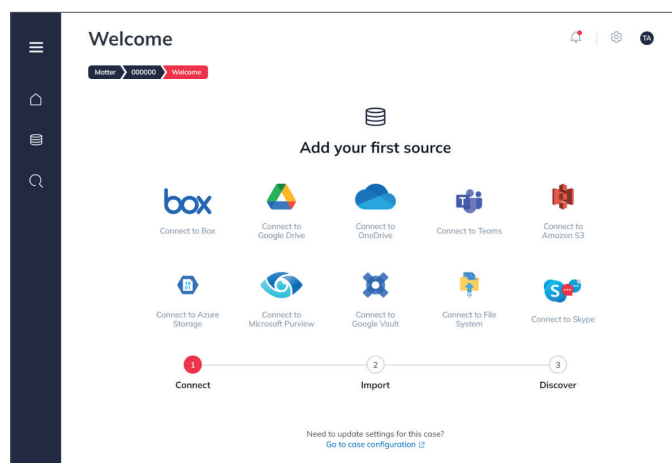 Welcome
TA
Matter
000000
Welcome
Add your first source
box
Connect to Box
Connect to
Google Drive
Connect to
OneDrive
T
Connect to Teams
Connect to
Amazon S3
10
01
Connect to Azure
Storage
Connect to
Microsoft Purview
Connect to
Google Vault
Connect to File
System
S
Connect to Skype
1
2
3
Connect
Import
Discover
Need to update settings for this case?
Go to case configuration